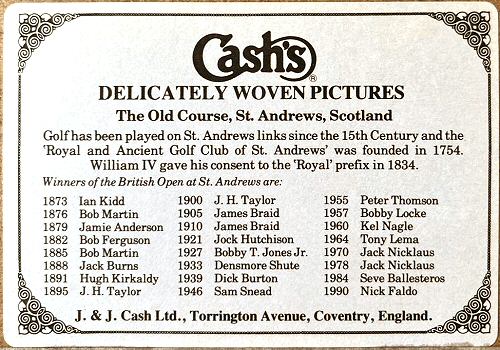 Cash's®
DELICATELY WOVEN PICTURES
The Old Course, St. Andrews, Scotland
Golf has been played on St. Andrews links since the 15th Century and the
'Royal and Ancient Golf Club of St. Andrews' was founded in 1754.
William IV gave his consent to the 'Royal' prefix in 1834.
Winners of the British Open at St. Andrews are:
1873 Ian Kidd
1876 Bob Martin
1879 Jamie Anderson
1882 Bob Ferguson
1885 Bob Martin
1888 Jack Burns
1891 Hugh Kirkaldy
1895 J. H. Taylor
1900 J. H. Taylor
1905 James Braid
1910 James Braid
1921 Jock Hutchison
1927 Bobby T. Jones Jr.
1933 Densmore Shute
1939 Dick Burton
1946 Sam Snead
1955 Peter Thomson
1957 Bobby Locke
1960 Kel Nagle
1964 Tony Lema
1970 Jack Nicklaus
1978 Jack Nicklaus
1984 Seve Ballesteros
1990 Nick Faldo
J. & J. Cash Ltd., Torrington Avenue, Coventry, England.